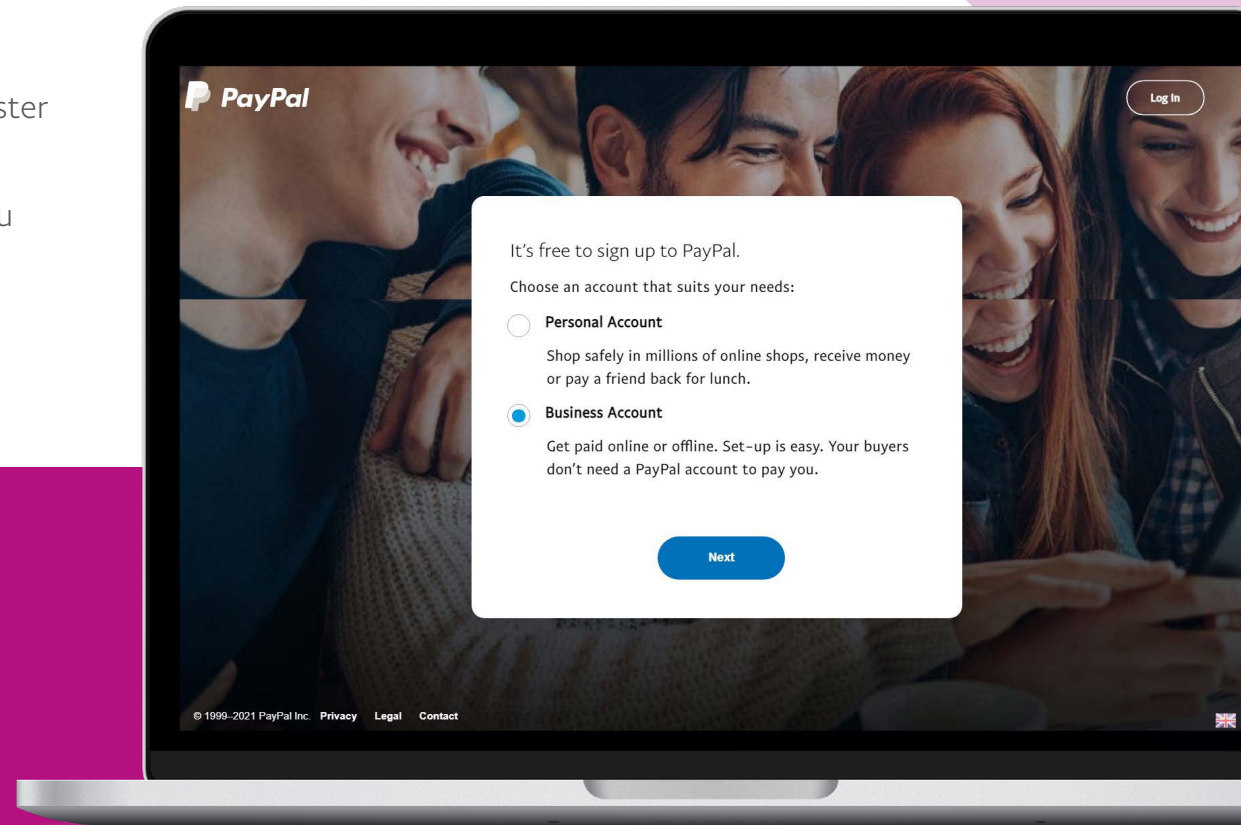 ster
u
PayPal
Log In
It's free to sign up to PayPal.
Choose an account that suits your needs:
Personal Account
Shop safely in millions of online shops, receive money
or pay a friend back for lunch.
Business Account
Get paid online or offline. Set-up is easy. Your buyers
don't need a PayPal account to pay you.
Next
© 1999–2021 PayPal Inc. Privacy Legal Contact